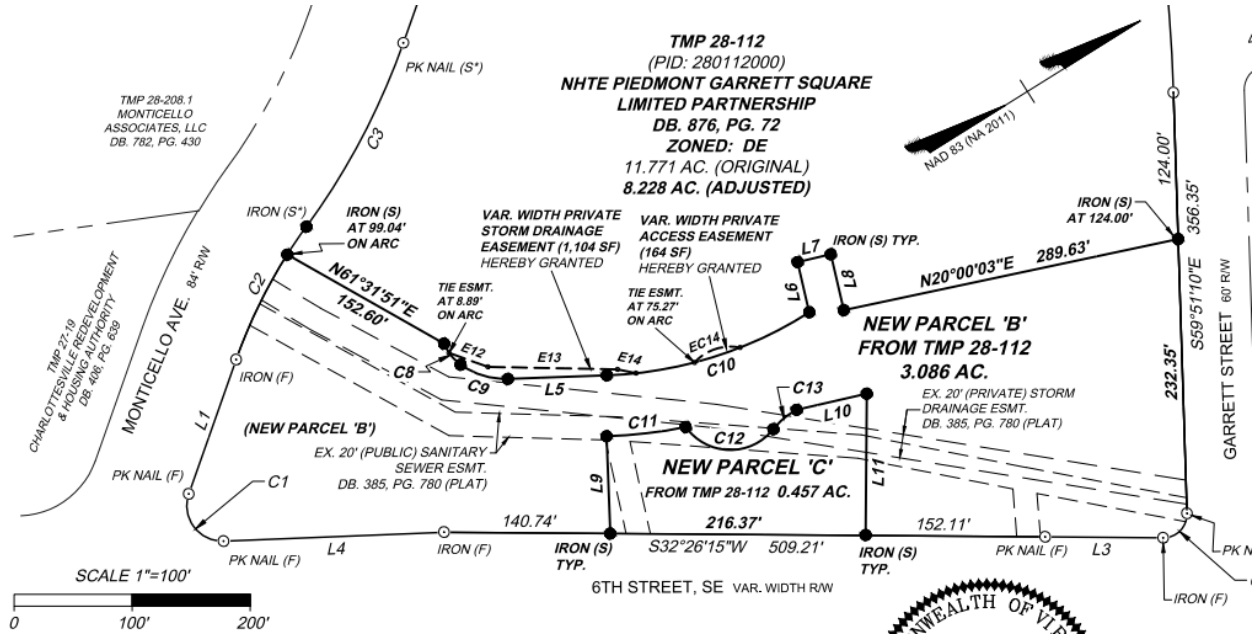 TMP 28-112
(PID: 280112000)
NHTE PIEDMONT GARRETT SQUARE
LIMITED PARTNERSHIP
DB. 876, PG. 72
ZONED: DE
11.771 AC. (ORIGINAL)
8.228 AC. (ADJUSTED)
NAD 83 (NA 2011)
PK NAIL (S*)
TMP 28-208.1
MONTICELLO
ASSOCIATES, LLC
DB. 782, PG. 430
C3
IRON (S*)
IRON (S)
AT 99.04'
ON ARC
VAR. WIDTH PRIVATE
STORM DRAINAGE
EASEMENT (1,104 SF)
HEREBY GRANTED
VAR. WIDTH PRIVATE
ACCESS EASEMENT
(164 SF)
HEREBY GRANTED
L7
IRON (S) TYP.
L6
L8
N20°00'03"E 289.63'
IRON (S)
AT 124.00'
124.00'
356.35'
S59°51'10"E
232.35'
GARRETT STREET 60' R/W
C2
N61°31'51"E
152.60'
TIE ESMT.
AT 8.89'
ON ARC
TIE ESMT.
AT 75.27'
ON ARC
MONTICELLO AVE. 84' R/W
TMP 27-19
CHARLOTTESVILLE REDEVELOPMENT
& HOUSING AUTHORITY
DB. 406, PG. 639
E12
E13
E14
EC14
C10
C8
C9
L5
NEW PARCEL 'B'
FROM TMP 28-112
3.086 AC.
IRON (F)
L1
(NEW PARCEL 'B')
EX. 20' (PUBLIC) SANITARY
SEWER ESMT.
DB. 385, PG. 780 (PLAT)
C11
C12
C13
L10
EX. 20' (PRIVATE) STORM
DRAINAGE ESMT.
DB. 385, PG. 780 (PLAT)
L9
L11
NEW PARCEL 'C'
FROM TMP 28-112 0.457 AC.
PK NAIL (F)
C1
PK NAIL (F)
L4
140.74'
IRON (F)
IRON (S)
TYP.
216.37'
S32°26'15"W 509.21'
IRON (S)
TYP.
152.11'
PK NAIL (F)
L3
PK N
IRON (F)
6TH STREET, SE VAR. WIDTH R/W
SCALE 1"=100'
0 100' 200'
NWEALTH OF VIR